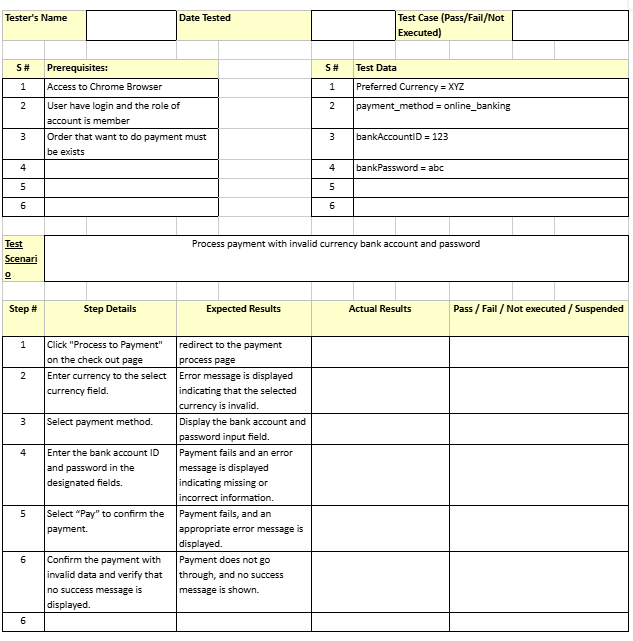 Tester's Name Date Tested Test Case (Pass/Fail/Not
Executed)
S # Prerequisites: S # Test Data
1 Access to Chrome Browser 1 Preferred Currency = XYZ
2 User have login and the role of 2 payment_method = online_banking
account is member
3 Order that want to do payment must 3 bankAccountID = 123
be exists
4 4 bankPassword = abc
5 5
6 6
Test Process payment with invalid currency bank account and password
Scenari
o
Step # Step Details Expected Results Actual Results Pass / Fail / Not executed / Suspended
1 Click "Process to Payment" redirect to the payment
on the check out page process page
2 Enter currency to the select Error message is displayed
currency field. indicating that the selected
currency is invalid.
3 Select payment method. Display the bank account and
password input field.
4 Enter the bank account ID Payment fails and an error
and password in the message is displayed
designated fields. indicating missing or
incorrect information.
5 Select “Pay” to confirm the Payment fails, and an
payment. appropriate error message is
displayed.
6 Confirm the payment with Payment does not go
invalid data and verify that through, and no success
no success message is message is shown.
displayed.
6